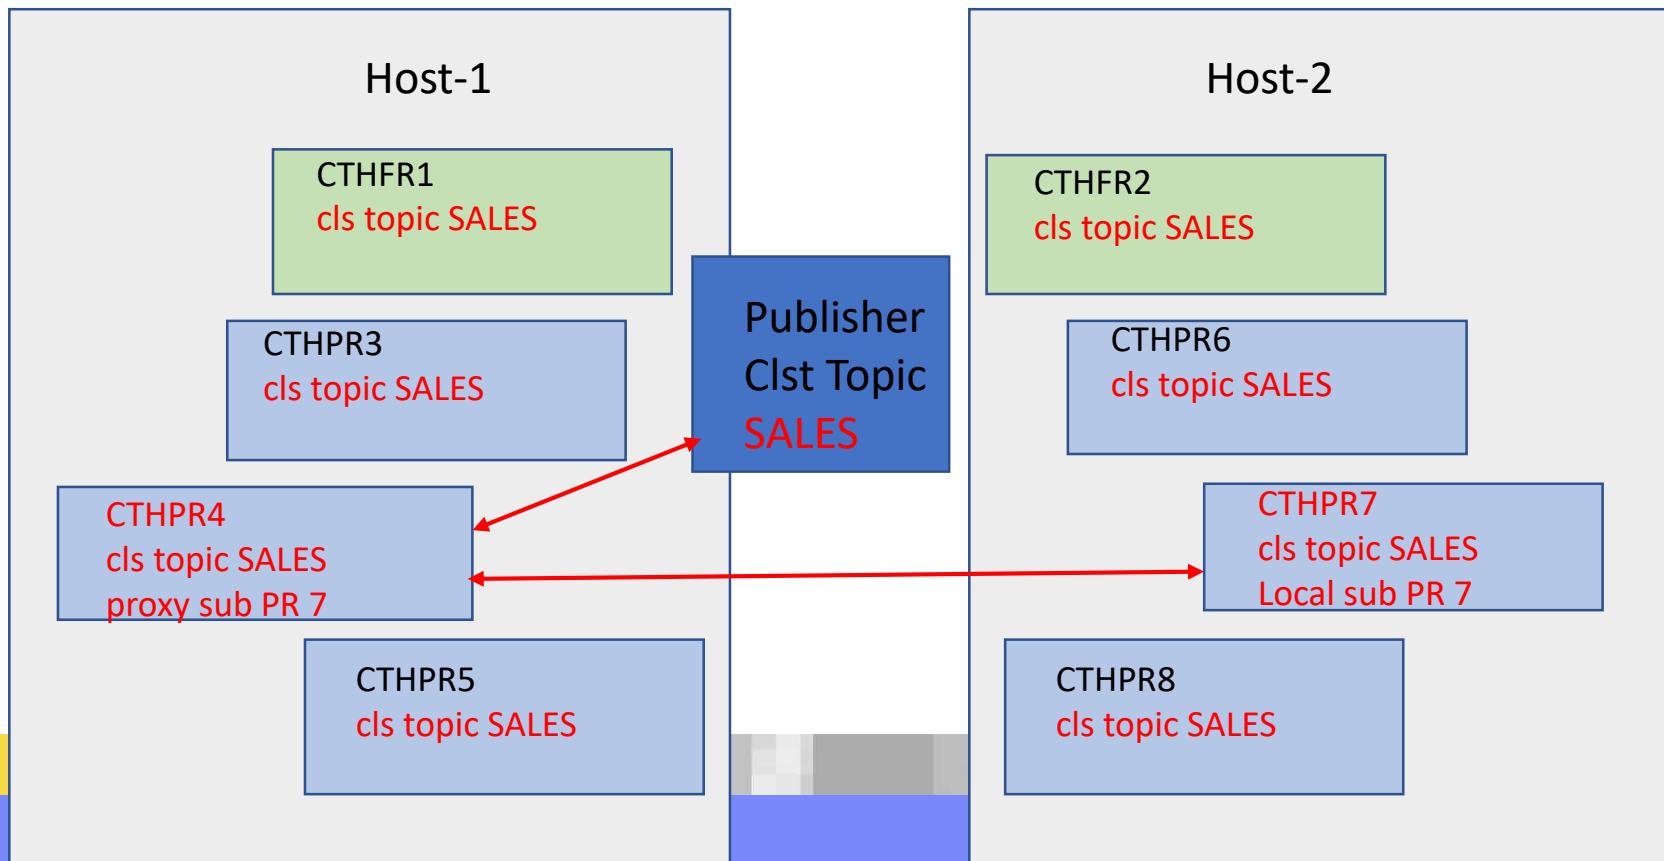 Host-1
CTHFR1
cls topic SALES
CTHPR3
cls topic SALES
CTHPR4
cls topic SALES
proxy sub PR 7
CTHPR5
cls topic SALES
Publisher
Clst Topic
SALES
Host-2
CTHFR2
cls topic SALES
CTHPR6
cls topic SALES
CTHPR7
cls topic SALES
Local sub PR 7
CTHPR8
cls topic SALES